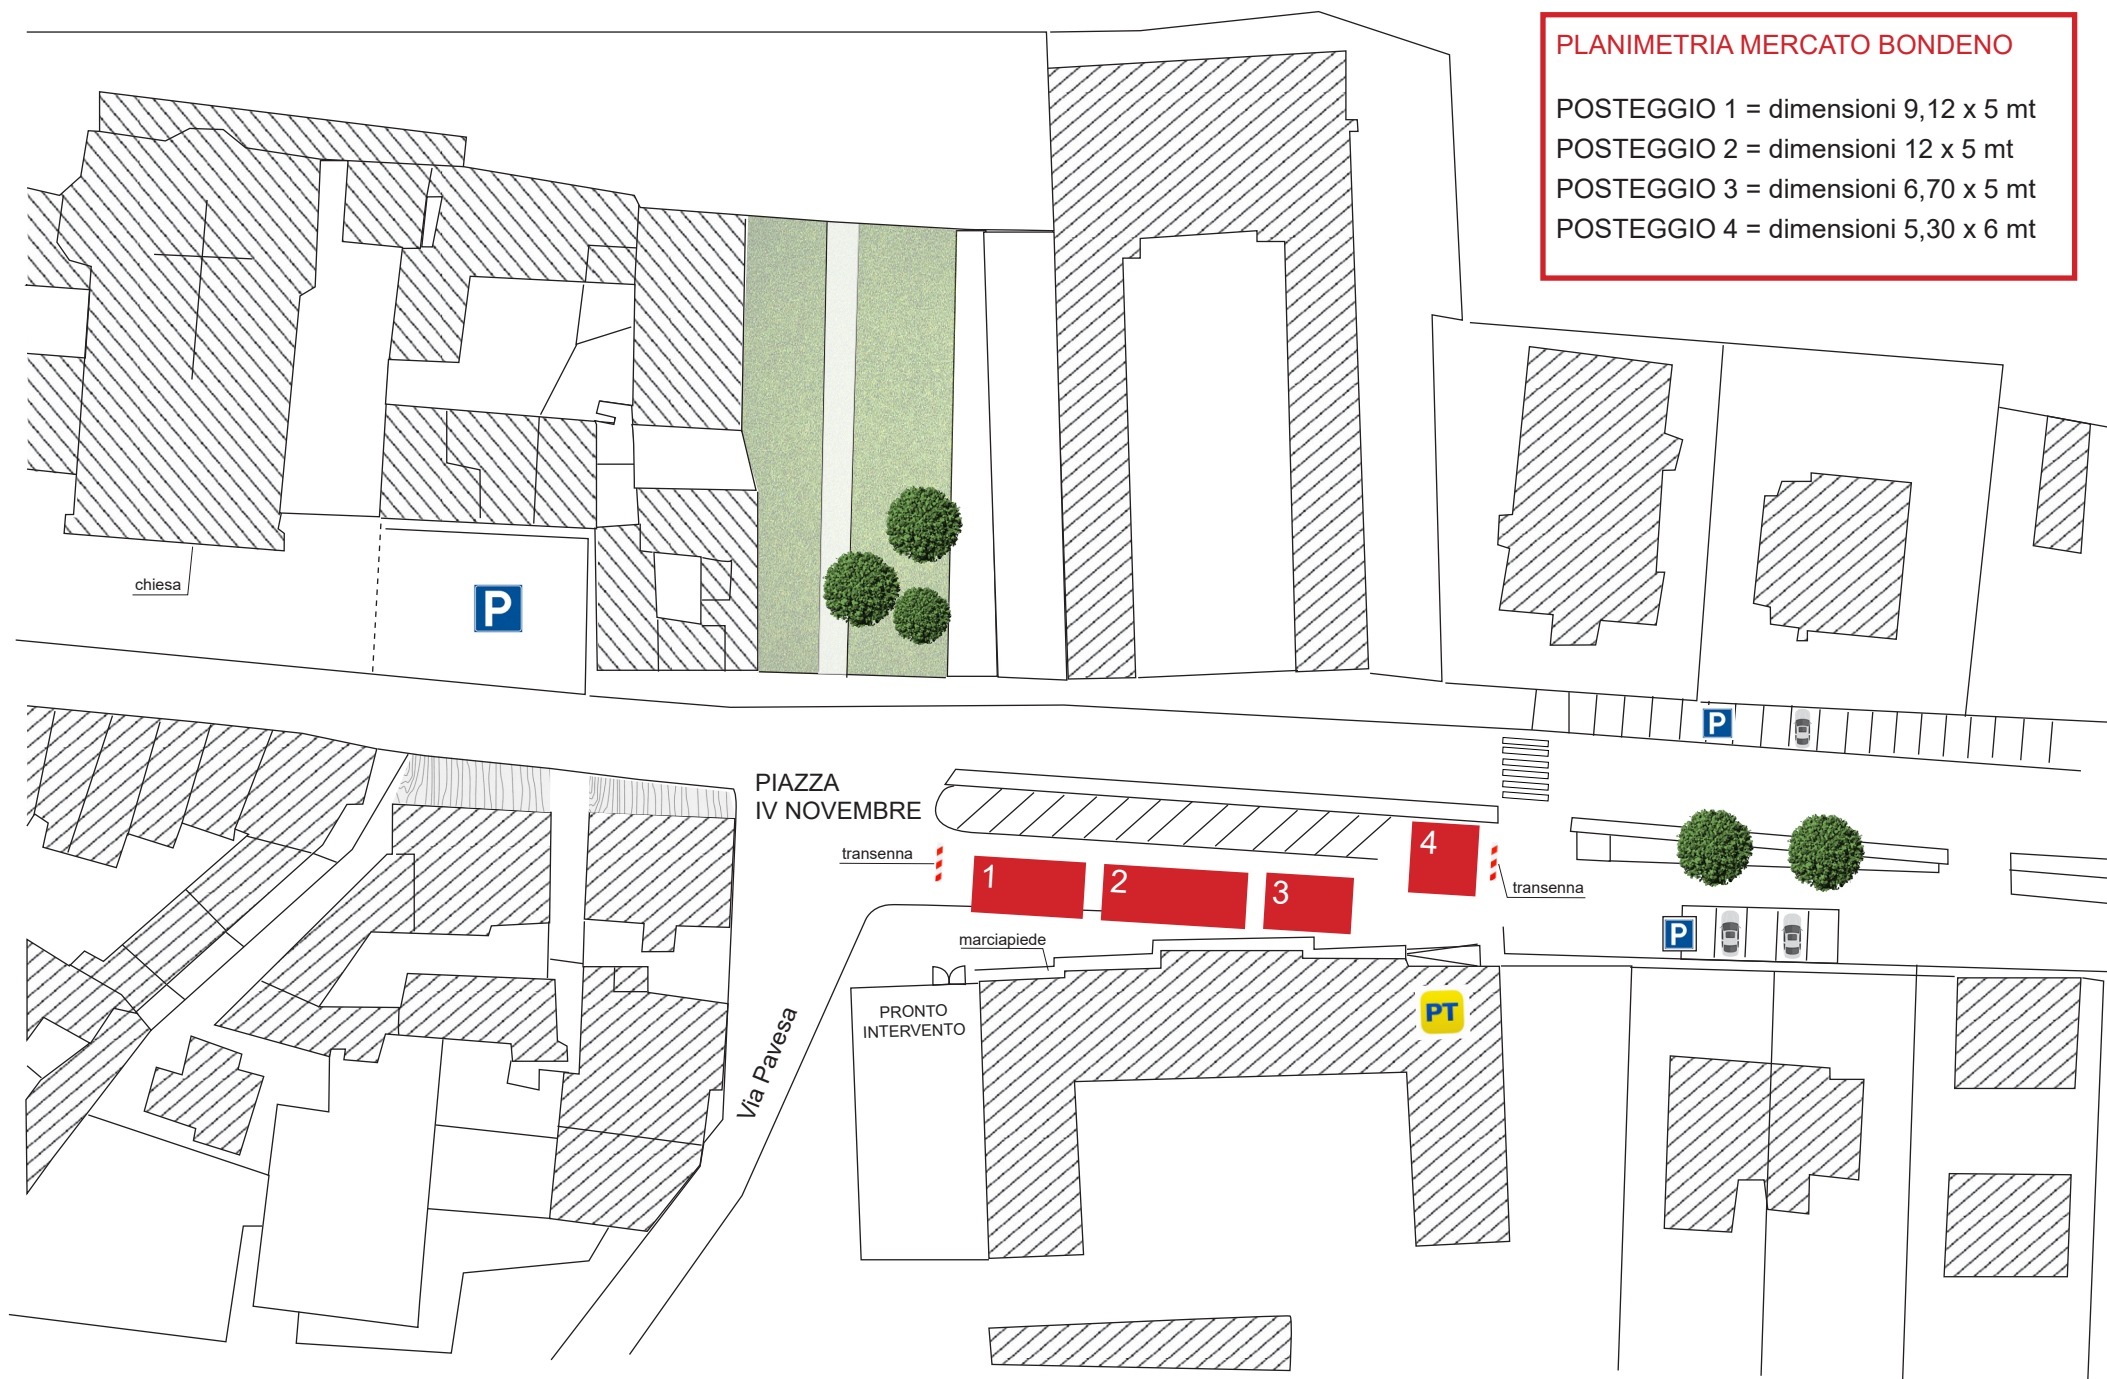 PLANIMETRIA MERCATO BONDENO
POSTEGGIO 1 = dimensioni 9,12 x 5 mt
POSTEGGIO 2 = dimensioni 12 x 5 mt
POSTEGGIO 3 = dimensioni 6,70 x 5 mt
POSTEGGIO 4 = dimensioni 5,30 x 6 mt
chiesa
P
P
PIAZZA
IV NOVEMBRE
transenna
1
2
3
4
transenna
P
marciapiede
PRONTO
INTERVENTO
PT
Via Pavesa